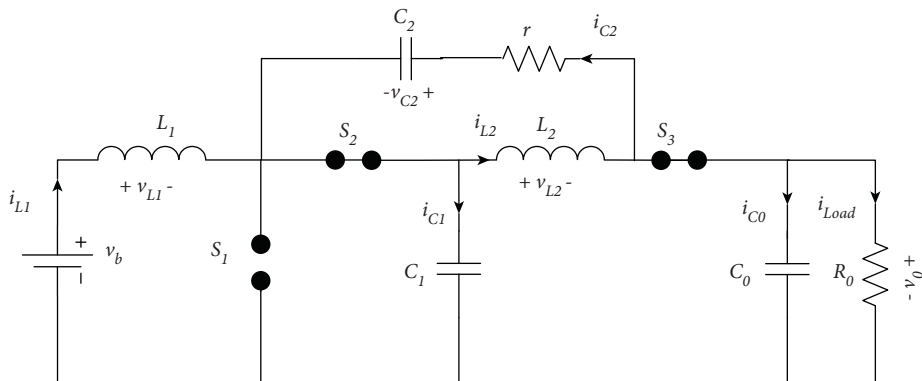 C2 r iC2
-vC2+
L1 S2 iL2 L2 S3
+ vL1 - + vL2 -
iL1 iC1 iC0 iLoad
S1
+ vb C1 C0 R0 - v0 +
-